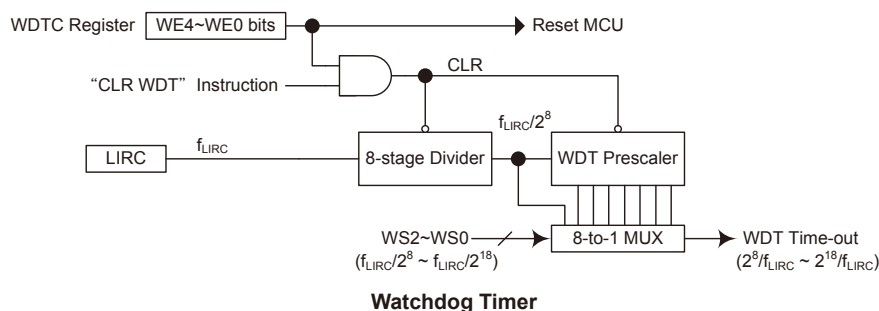 WDTC Register WE4~WE0 bits Reset MCU
CLR
“CLR WDT” Instruction
fLIRC/2⁸
fLIRC
LIRC 8-stage Divider WDT Prescaler
WS2~WS0 8-to-1 MUX WDT Time-out
(fLIRC/2⁸ ~ fLIRC/2¹⁸) (2⁸/fLIRC ~ 2¹⁸/fLIRC)
Watchdog Timer